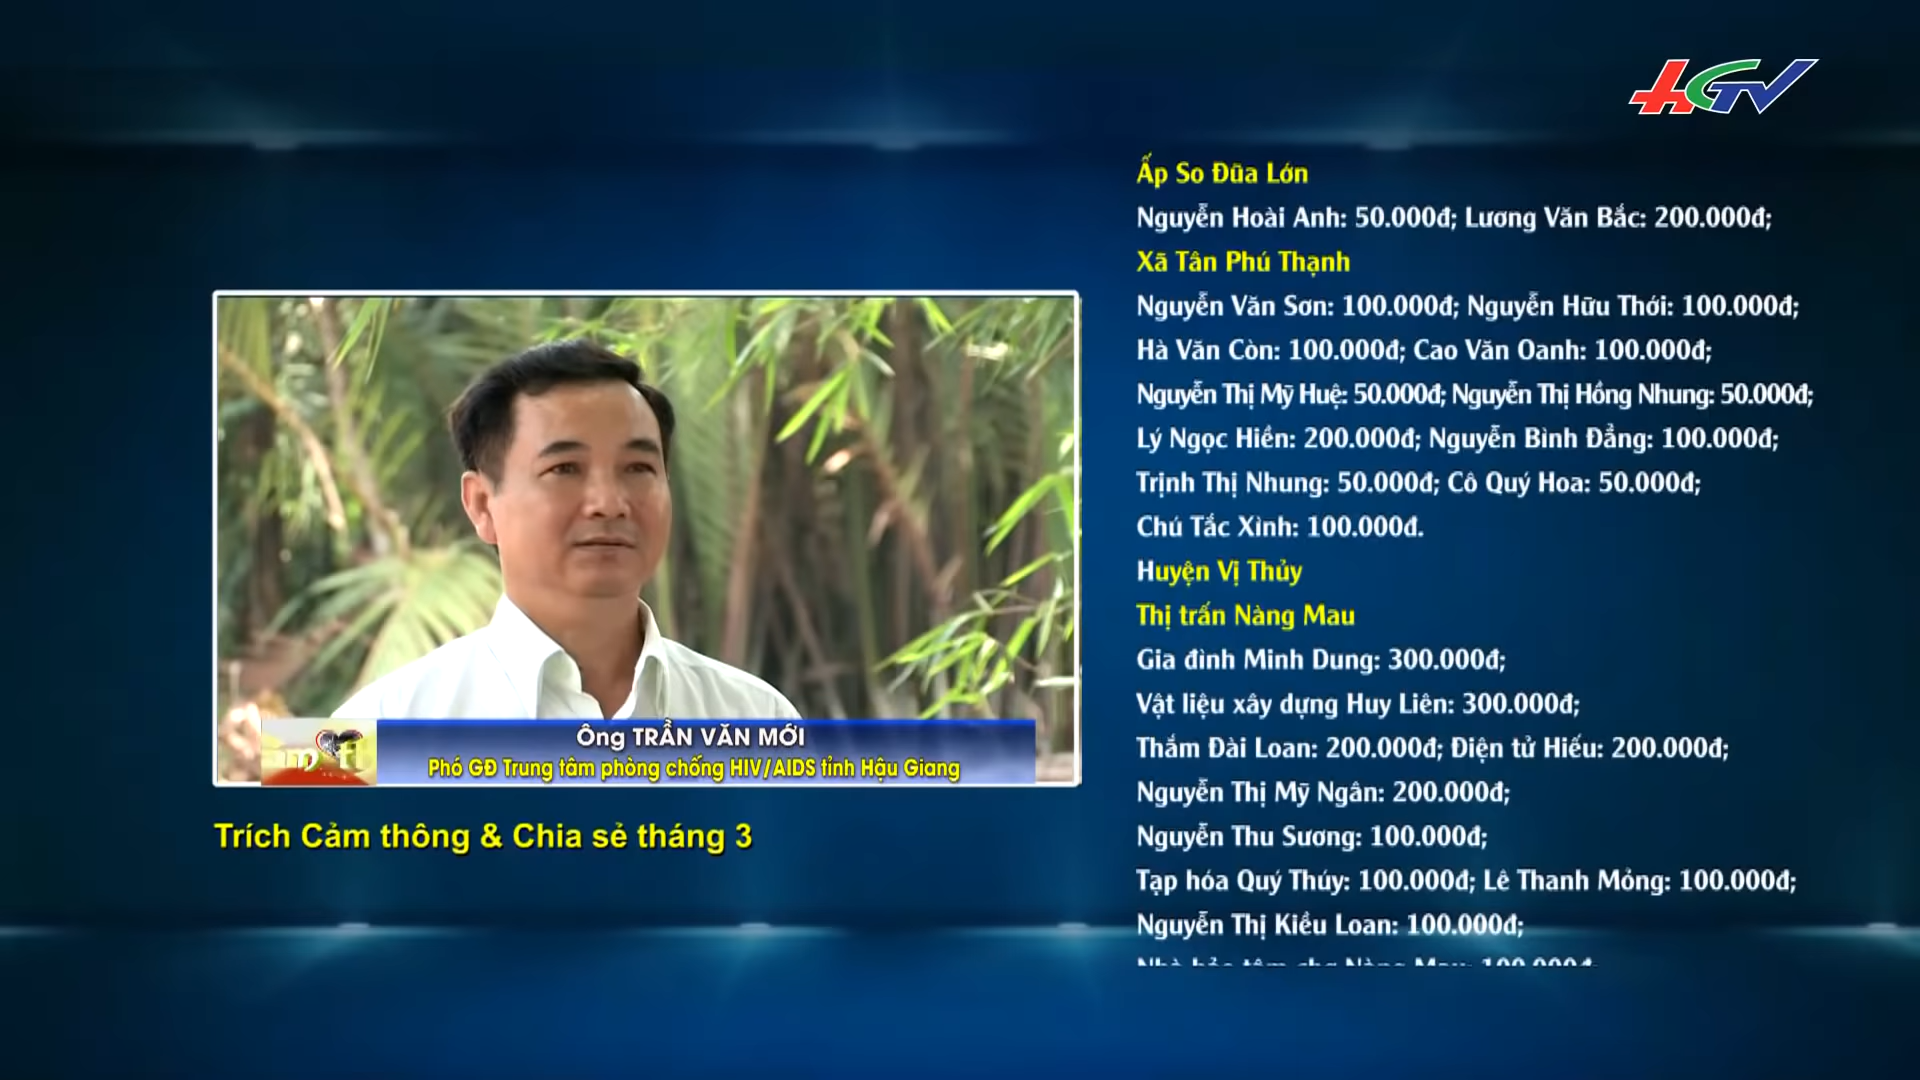 HGTV
Ấp So Đũa Lớn
Nguyễn Hoài Anh: 50.000đ; Lương Văn Bắc: 200.000đ;
Xã Tân Phú Thạnh
Nguyễn Văn Sơn: 100.000đ; Nguyễn Hữu Thới: 100.000đ;
Hà Văn Còn: 100.000đ; Cao Văn Oanh: 100.000đ;
Nguyễn Thị Mỹ Huệ: 50.000đ; Nguyễn Thị Hồng Nhung: 50.000đ;
Lý Ngọc Hiền: 200.000đ; Nguyễn Bình Đẳng: 100.000đ;
Trịnh Thị Nhung: 50.000đ; Cô Quý Hoa: 50.000đ;
Chú Tắc Xình: 100.000đ.
Huyện Vị Thủy
Thị trấn Nàng Mau
Gia đình Minh Dung: 300.000đ;
Vật liệu xây dựng Huy Liên: 300.000đ;
Thắm Đài Loan: 200.000đ; Điện tử Hiếu: 200.000đ;
Nguyễn Thị Mỹ Ngân: 200.000đ;
Nguyễn Thu Sương: 100.000đ;
Tạp hóa Quý Thúy: 100.000đ; Lê Thanh Mỏng: 100.000đ;
Nguyễn Thị Kiều Loan: 100.000đ;
Ông TRẦN VĂN MỚI
Phó GĐ Trung tâm phòng chống HIV/AIDS tỉnh Hậu Giang
Trích Cảm thông & Chia sẻ tháng 3